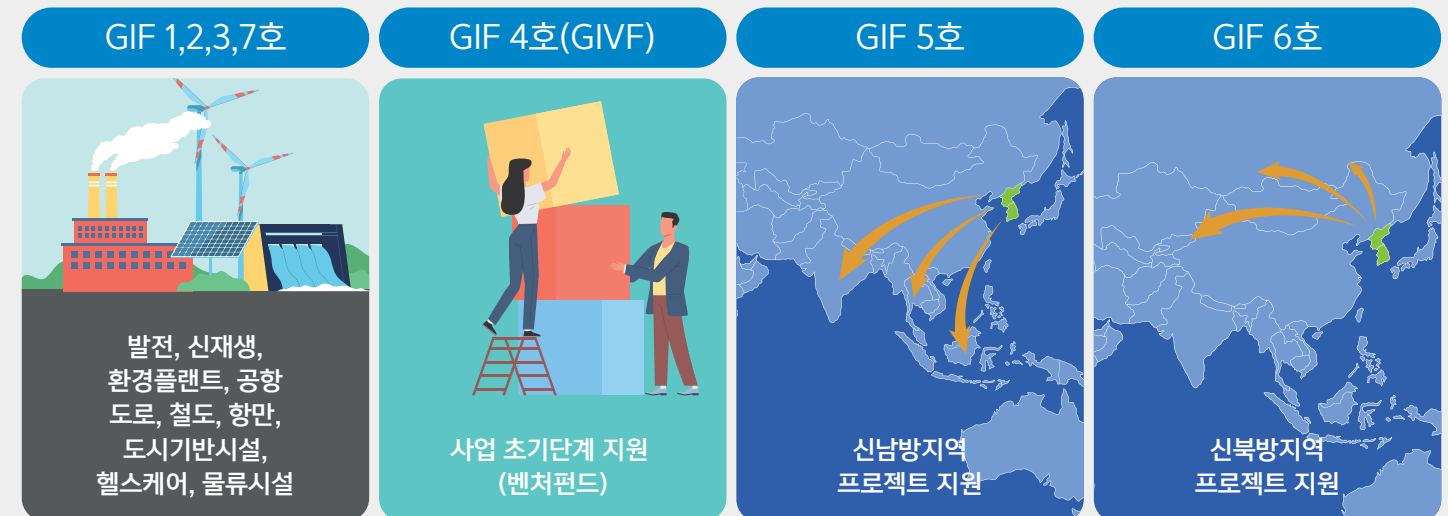 GIF 1,2,3,7호
발전, 신재생,
환경플랜트, 공항
도로, 철도, 항만,
도시기반시설,
헬스케어, 물류시설
GIF 4호(GIVF)
사업 초기단계 지원
(벤처펀드)
GIF 5호
신남방지역
프로젝트 지원
GIF 6호
신북방지역
프로젝트 지원